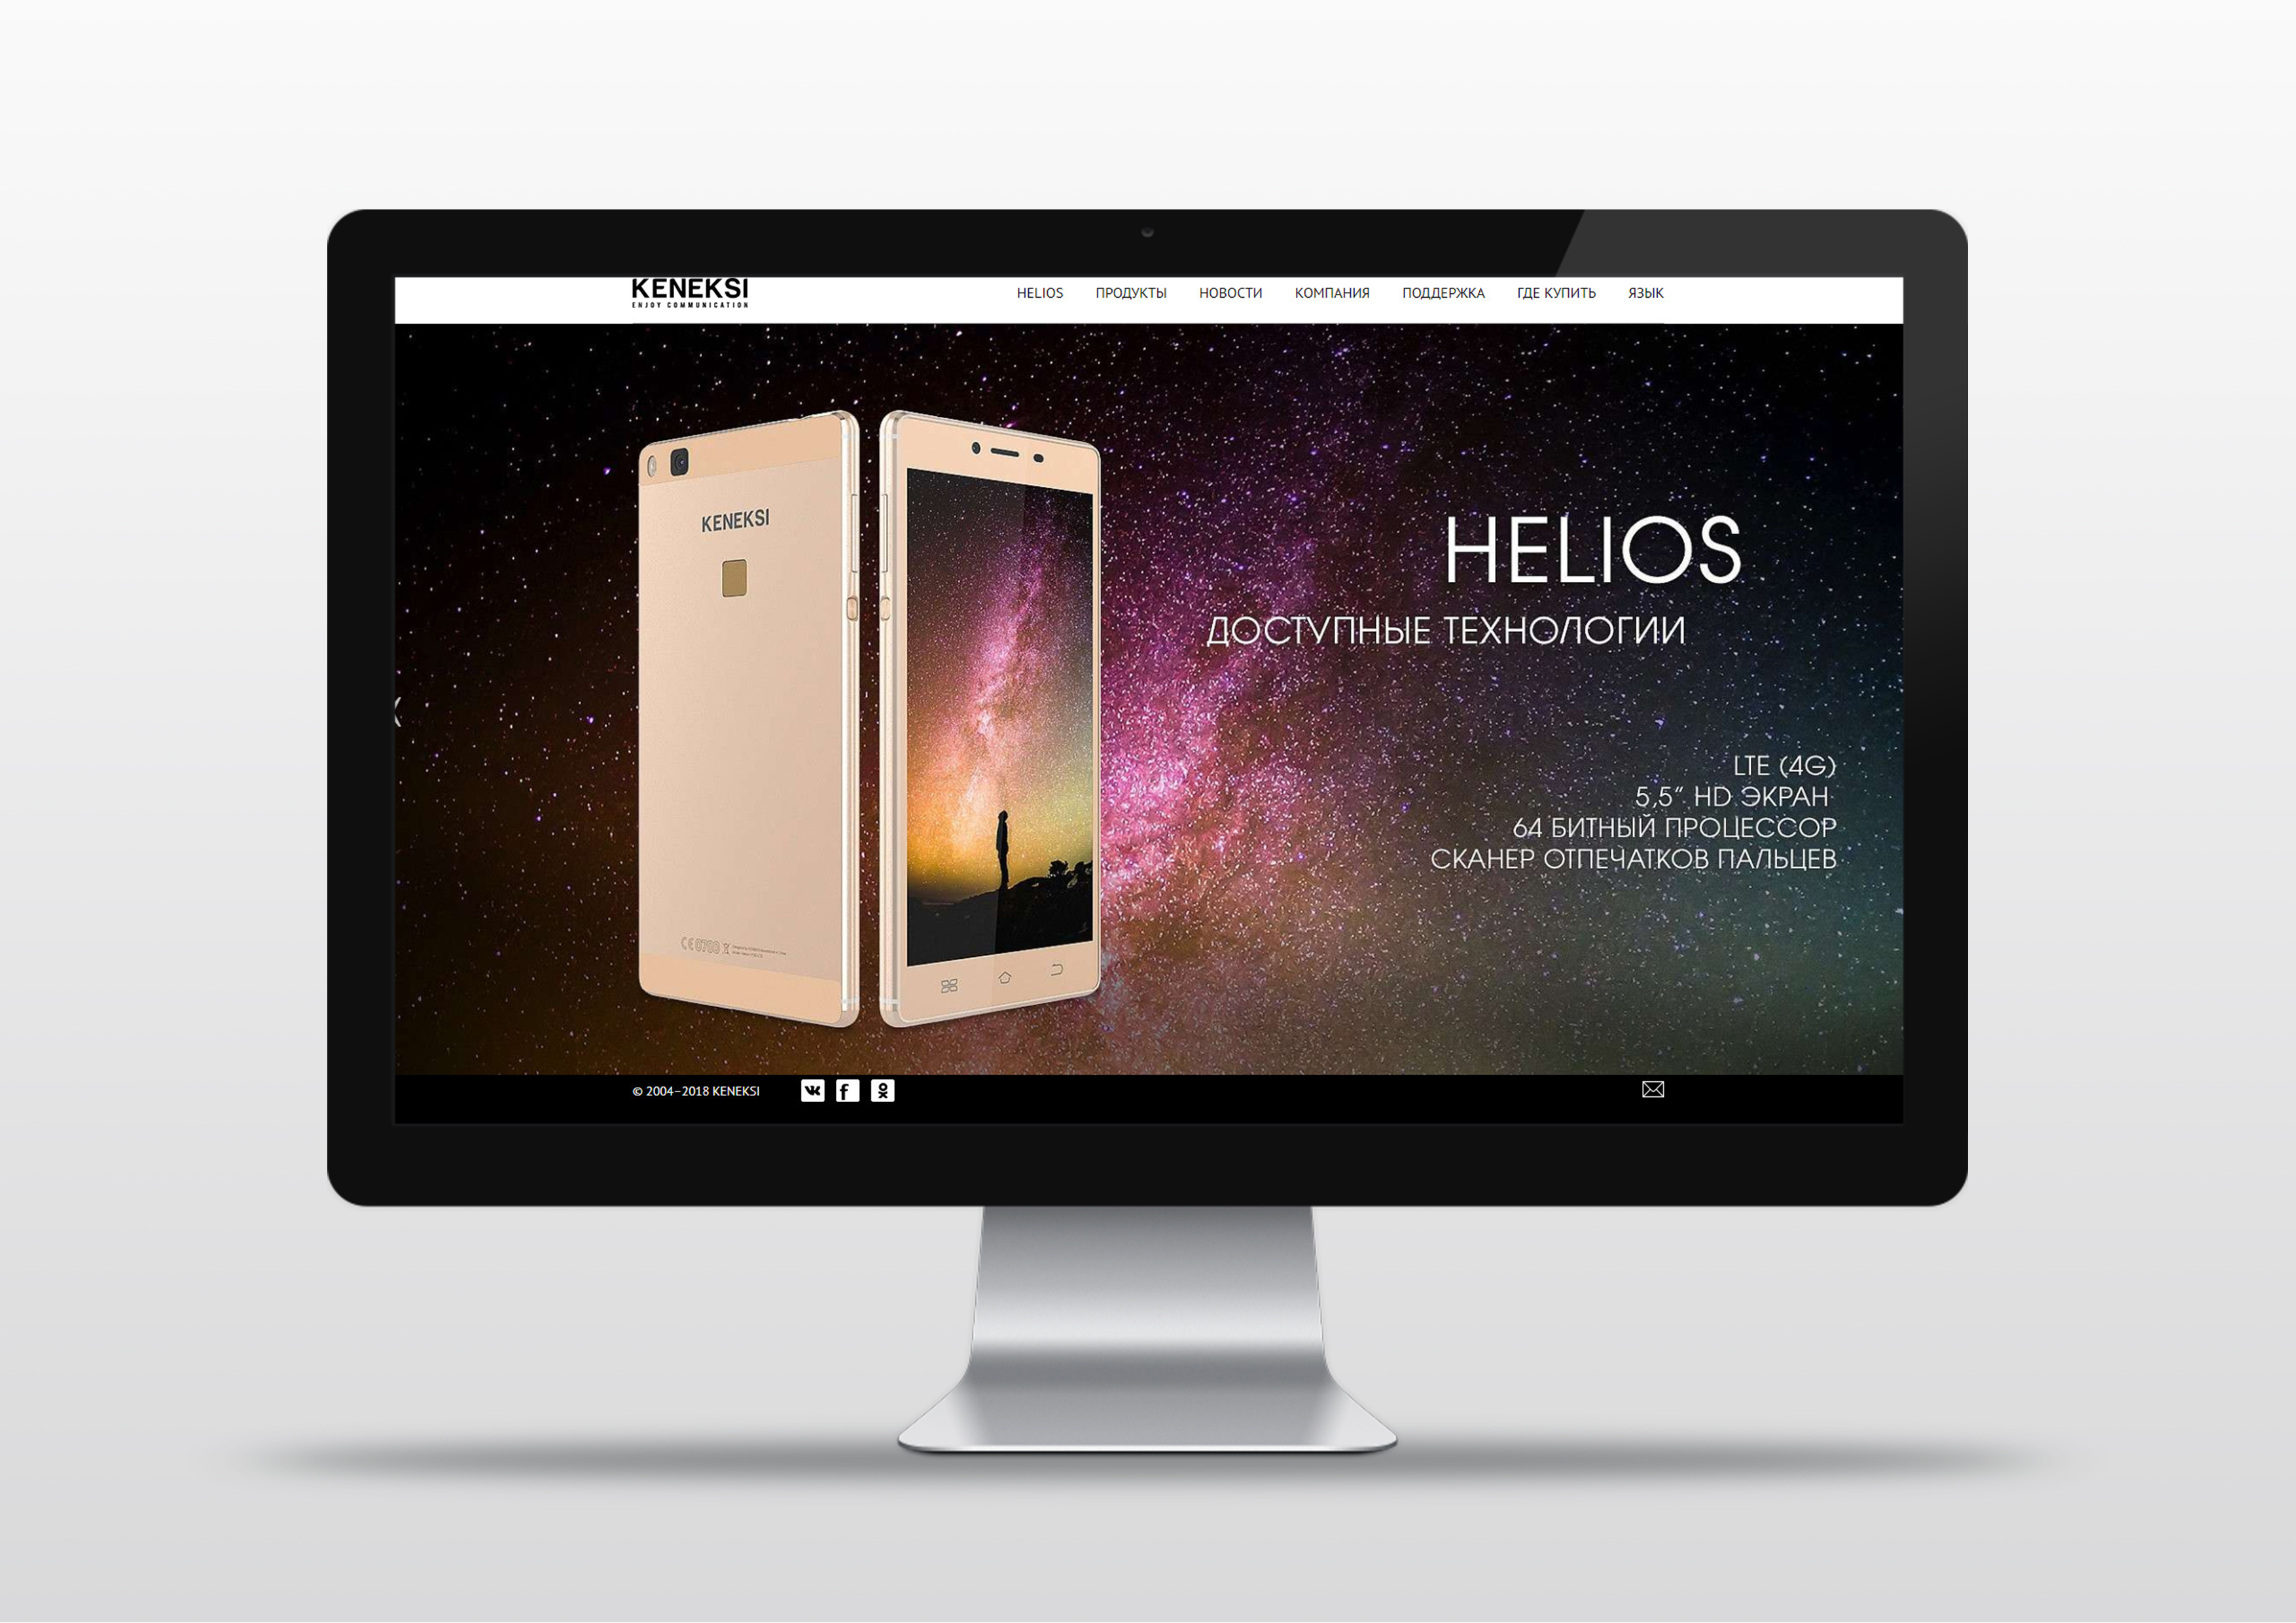 KENEKSI
ENJOY COMMUNICATION
HELIOS ПРОДУКТЫ НОВОСТИ КОМПАНИЯ ПОДДЕРЖКА ГДЕ КУПИТЬ ЯЗЫК
KENEKSI
CE0700
HELIOS
ДОСТУПНЫЕ ТЕХНОЛОГИИ
LTE (4G)
5,5” HD ЭКРАН
64 БИТНЫЙ ПРОЦЕССОР
СКАНЕР ОТПЕЧАТКОВ ПАЛЬЦЕВ
© 2004–2018 KENEKSI